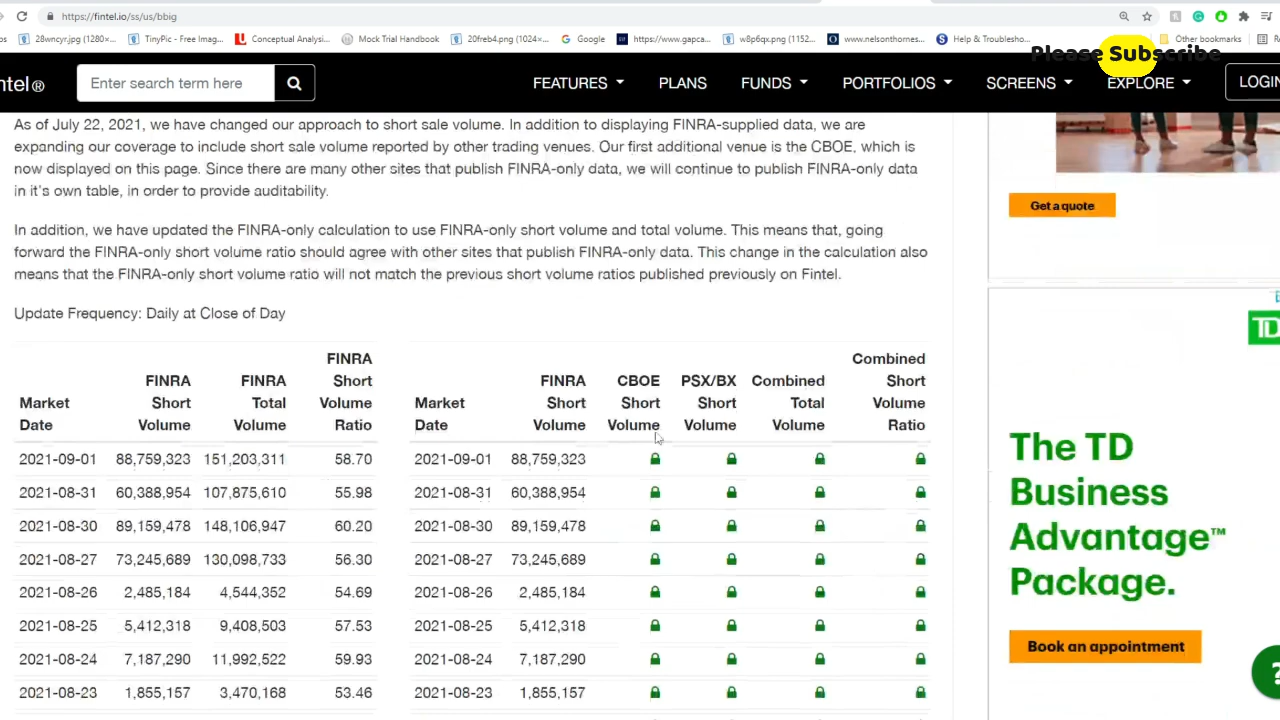 https://fintel.io/ss/us/bbig
28wncyr.jpg (1280×...
TinyPic - Free Imag...
Conceptual Analysi...
Mock Trial Handbook
20freb4.png (1024×...
Google
https://www.gapca...
w8p6qx.png (1152...
www.nelsonthornes...
Help & Troublesho...
Other bookmarks
Please Subscribe
ntel®
Enter search term here
FEATURES
PLANS
FUNDS
PORTFOLIOS
SCREENS
EXPLORE
LOGIN
As of July 22, 2021, we have changed our approach to short sale volume. In addition to displaying FINRA-supplied data, we are
expanding our coverage to include short sale volume reported by other trading venues. Our first additional venue is the CBOE, which is
now displayed on this page. Since there are many other sites that publish FINRA-only data, we will continue to publish FINRA-only data
in it's own table, in order to provide auditability.
In addition, we have updated the FINRA-only calculation to use FINRA-only short volume and total volume. This means that, going
forward the FINRA-only short volume ratio should agree with other sites that publish FINRA-only data. This change in the calculation also
means that the FINRA-only short volume ratio will not match the previous short volume ratios published previously on Fintel.
Update Frequency: Daily at Close of Day
Market Date FINRA Short Volume FINRA Total Volume FINRA Short Volume Ratio
2021-09-01 88,759,323 151,203,311 58.70
2021-08-31 60,388,954 107,875,610 55.98
2021-08-30 89,159,478 148,106,947 60.20
2021-08-27 73,245,689 130,098,733 56.30
2021-08-26 2,485,184 4,544,352 54.69
2021-08-25 5,412,318 9,408,503 57.53
2021-08-24 7,187,290 11,992,522 59.93
2021-08-23 1,855,157 3,470,168 53.46
Market Date FINRA Short Volume CBOE Short Volume PSX/BX Short Volume Combined Total Volume Combined Short Volume Ratio
2021-09-01 88,759,323
2021-08-31 60,388,954
2021-08-30 89,159,478
2021-08-27 73,245,689
2021-08-26 2,485,184
2021-08-25 5,412,318
2021-08-24 7,187,290
2021-08-23 1,855,157
Get a quote
TD
The TD
Business
Advantage™
Package.
Book an appointment
?